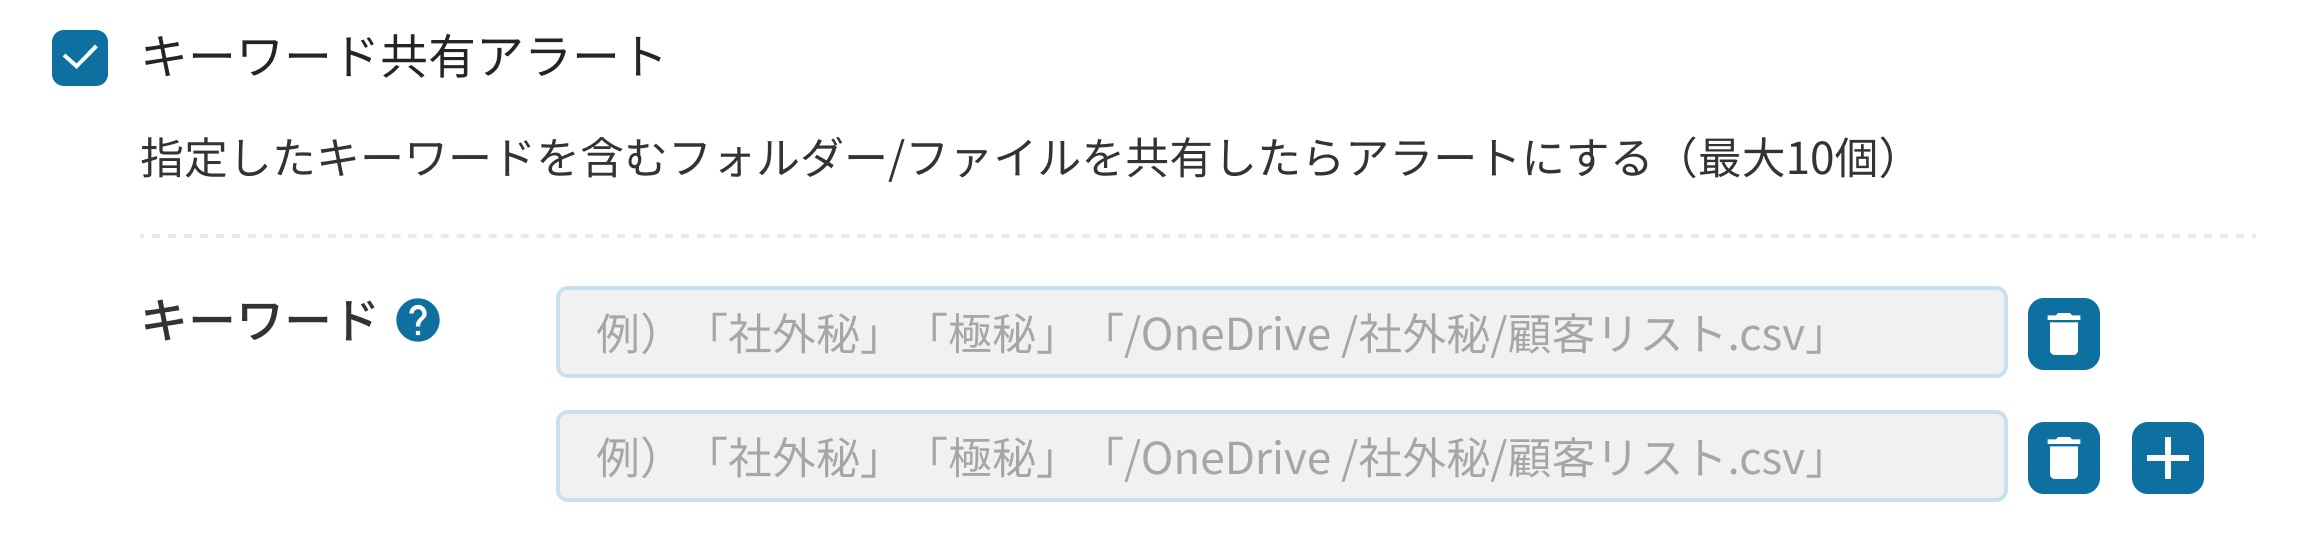 キーワード共有アラート
指定したキーワードを含むフォルダー/ファイルを共有したらアラートにする（最大10個）
キーワード ?
例）「社外秘」「極秘」「/OneDrive /社外秘/顧客リスト.csv」
例）「社外秘」「極秘」「/OneDrive /社外秘/顧客リスト.csv」